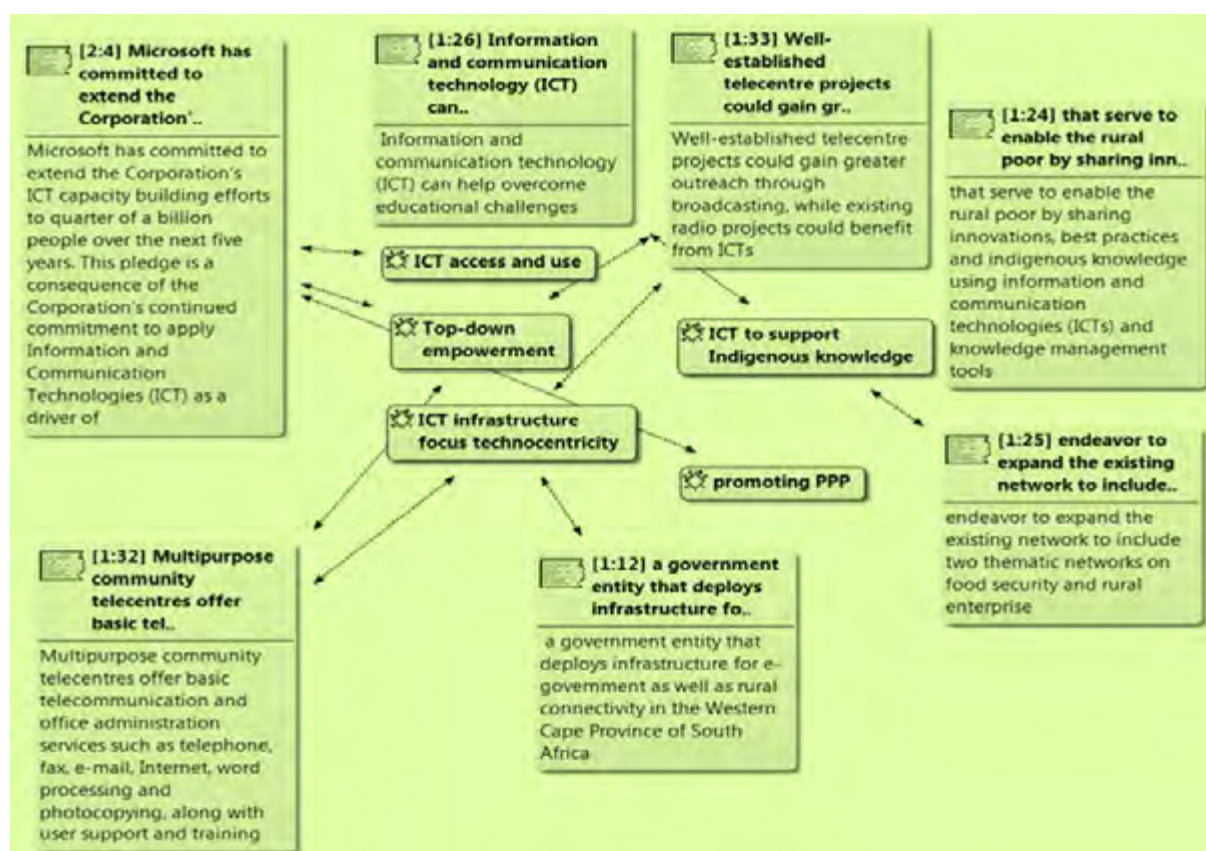 [2:4] Microsoft has
committed to
extend the
Corporation'..
Microsoft has committed to
extend the Corporation's
ICT capacity building efforts
to quarter of a billion
people over the next five
years. This pledge is a
consequence of the
Corporation's continued
commitment to apply
Information and
Communication
Technologies (ICT) as a
driver of
[1:26] Information
and communication
technology (ICT)
can..
Information and
communication technology
(ICT) can help overcome
educational challenges
[1:33] Well-
established
telecentre projects
could gain gr..
Well-established telecentre
projects could gain greater
outreach through
broadcasting, while existing
radio projects could benefit
from ICTs
[1:24] that serve to
enable the rural
poor by sharing inn..
that serve to enable the
rural poor by sharing
innovations, best practices
and indigenous knowledge
using information and
communication
technologies (ICTs) and
knowledge management
tools
ICT access and use
Top-down
empowerment
ICT to support
Indigenous knowledge
ICT infrastructure
focus technocentricity
promoting PPP
[1:25] endeavor to
expand the existing
network to include..
endeavor to expand the
existing network to include
two thematic networks on
food security and rural
enterprise
[1:32] Multipurpose
community
telecentres offer
basic tel..
Multipurpose community
telecentres offer basic
telecommunication and
office administration
services such as telephone,
fax, e-mail, Internet, word
processing and
photocopying, along with
user support and training
[1:12] a government
entity that deploys
infrastructure fo..
a government entity that
deploys infrastructure for e-
government as well as rural
connectivity in the Western
Cape Province of South
Africa